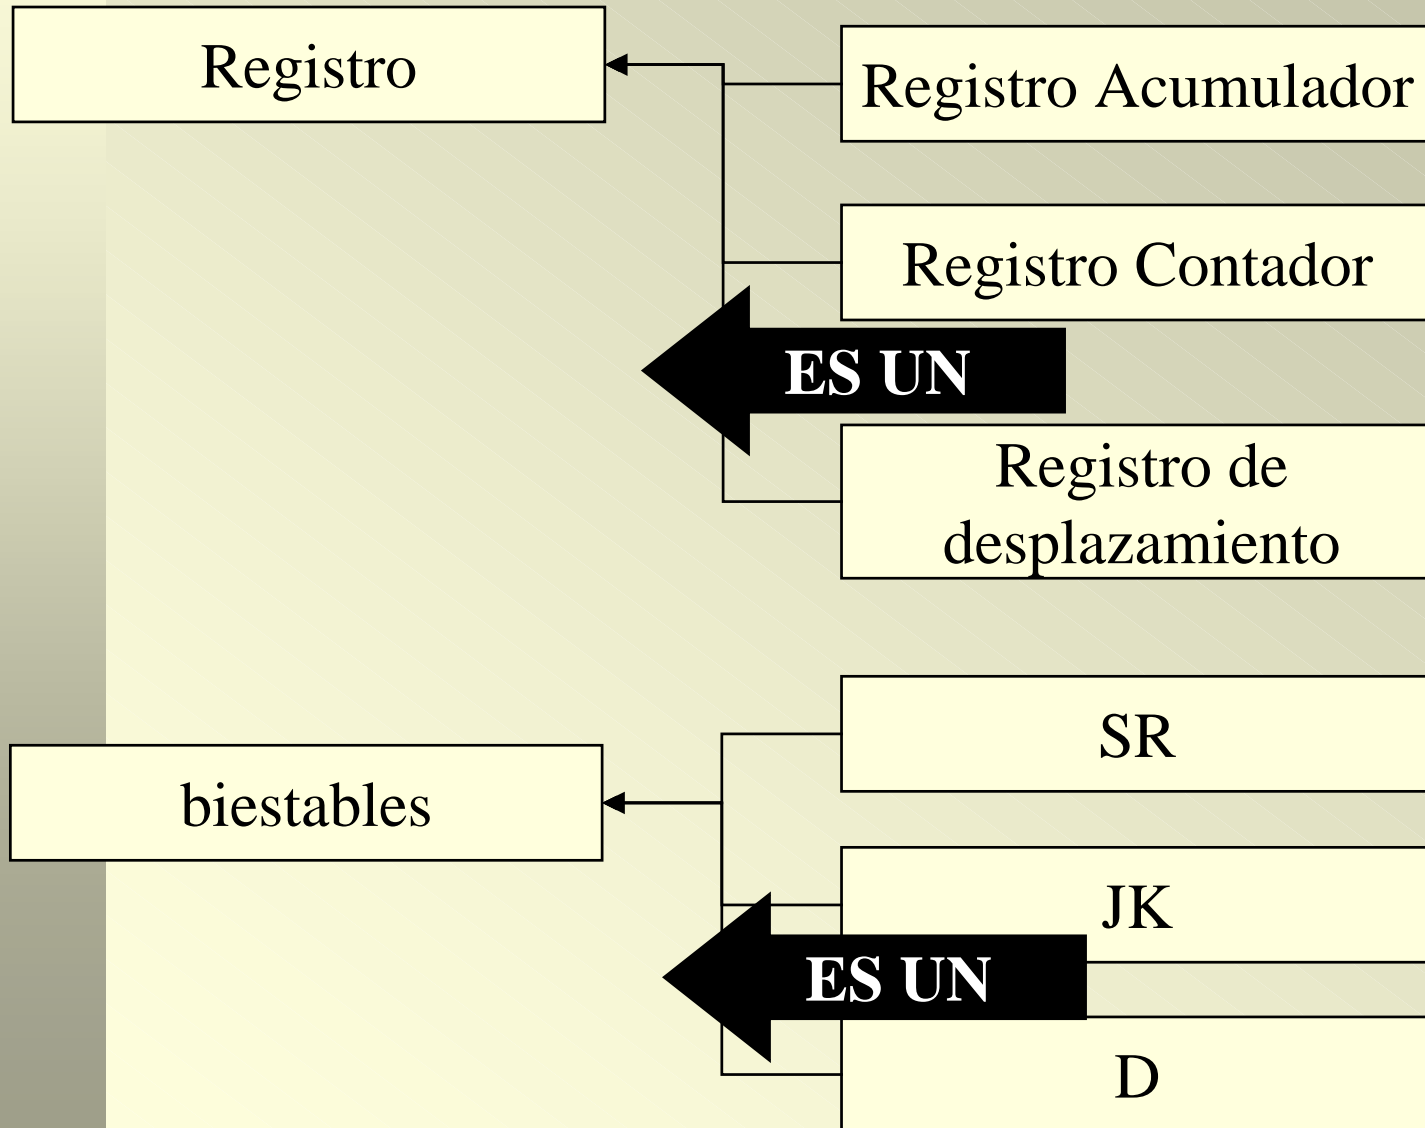 Registro
Registro Acumulador
Registro Contador
ES UN
Registro de
desplazamiento
SR
biestables
JK
ES UN
D